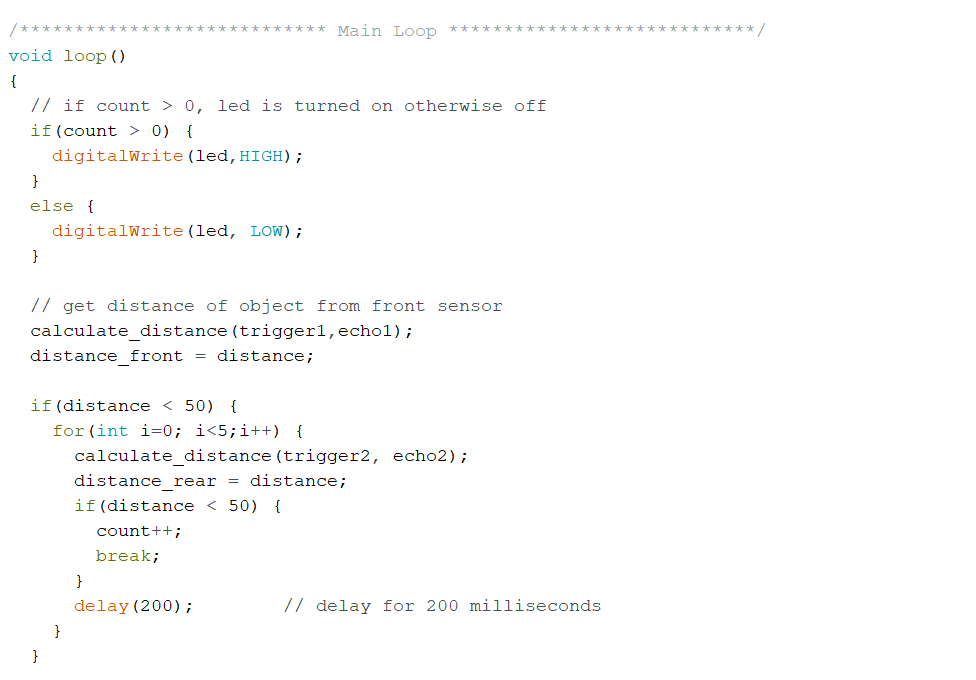 /**************************** Main Loop ****************************/
void loop()
{
  // if count > 0, led is turned on otherwise off
  if(count > 0) {
    digitalWrite(led,HIGH);
  }
  else {
    digitalWrite(led, LOW);
  }

  // get distance of object from front sensor
  calculate_distance(trigger1,echo1);
  distance_front = distance;

  if(distance < 50) {
    for(int i=0; i<5;i++) {
      calculate_distance(trigger2, echo2);
      distance_rear = distance;
      if(distance < 50) {
        count++;
        break;
      }
      delay(200);        // delay for 200 milliseconds
    }
  }